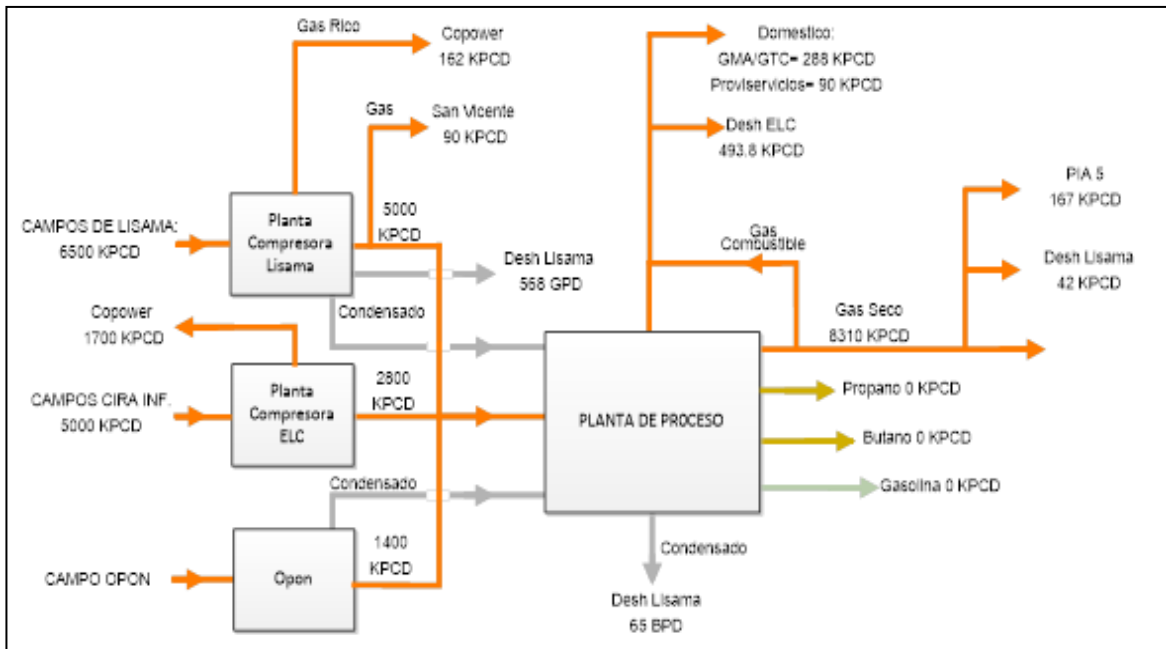 Gas Rico
Copower
162 KPCD
Gas
San Vicente
90 KPCD
Domestico:
GMA/GTC= 288 KPCD
Proviservicios= 90 KPCD
Desh ELC
493.8 KPCD
PIA 5
167 KPCD
CAMPOS DE LISAMA:
6500 KPCD
Planta
Compresora
Lisama
5000
KPCD
Desh Lisama
568 GPD
Condensado
Gas
Combustible
Desh Lisama
42 KPCD
Gas Seco
8310 KPCD
Copower
1700 KPCD
CAMPOS CIRA INF.
5000 KPCD
Planta
Compresora
ELC
2800
KPCD
PLANTA DE PROCESO
Propano 0 KPCD
Butano 0 KPCD
Gasolina 0 KPCD
Condensado
1400
KPCD
CAMPO OPON
Opon
Condensado
Desh Lisama
65 BPD